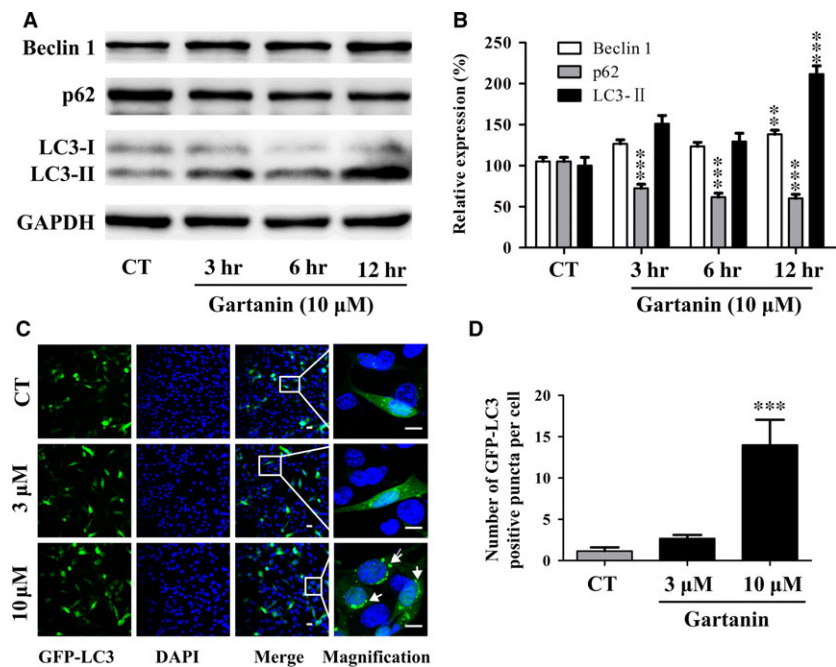 A
Beclin 1
p62
LC3-I
LC3-II
GAPDH
CT 3 hr 6 hr 12 hr
Gartanin (10 µM)
B
Relative expression (%)
250
200
150
100
50
0
Beclin 1
p62
LC3-II
***
***
**
***
***
CT 3 hr 6 hr 12 hr
Gartanin (10 µM)
C
CT
3 µM
10 µM
GFP-LC3 DAPI Merge Magnification
D
Number of GFP-LC3
positive puncta per cell
20
15
10
5
0
***
CT 3 µM 10 µM
Gartanin